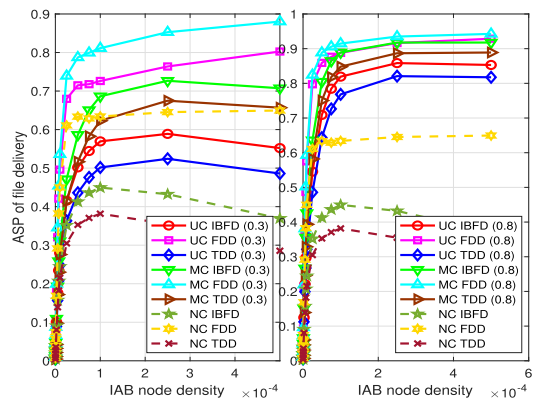 ASP of file delivery
0.9
0.8
0.7
0.6
0.5
0.4
0.3
0.2
0.1
0
0 1 2 3 4
IAB node density
×10⁻⁴
UC IBFD (0.3)
UC FDD (0.3)
UC TDD (0.3)
MC IBFD (0.3)
MC FDD (0.3)
MC TDD (0.3)
NC IBFD
NC FDD
NC TDD
1
0.9
0.8
0.7
0.6
0.5
0.4
0.3
0.2
0.1
0
0 2 4 6
IAB node density
×10⁻⁴
UC IBFD (0.8)
UC FDD (0.8)
UC TDD (0.8)
MC IBFD (0.8)
MC FDD (0.8)
MC TDD (0.8)
NC IBFD
NC FDD
NC TDD